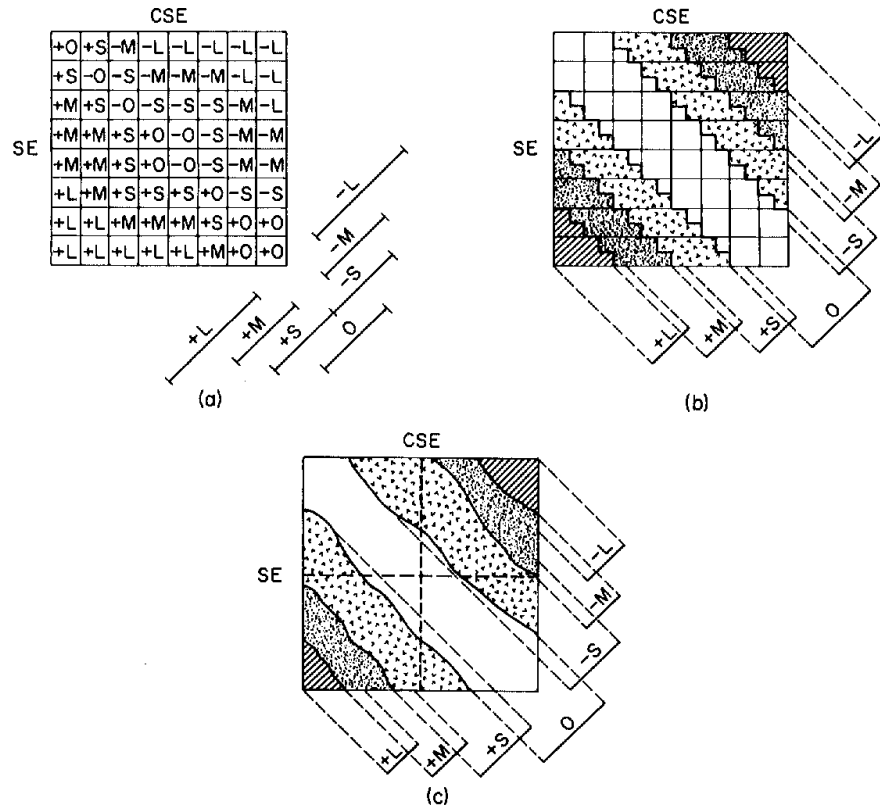 CSE
+O +S -M -L -L -L -L -L
+S -O -S -M -M -M -L -L
+M +S -O -S -S -S -M -L
+M +M +S +O -O -S -M -M
+M +M +S +O -O -S -M -M
+L +M +S +S +S +O -S -S
+L +L +M +M +M +S +O +O
+L +L +L +L +L +M +O +O
SE
-L
-M
-S
O
+S
+M
+L
(a)
CSE
SE
-L
-M
-S
O
+S
+M
+L
(b)
CSE
SE
-L
-M
-S
O
+S
+M
+L
(c)